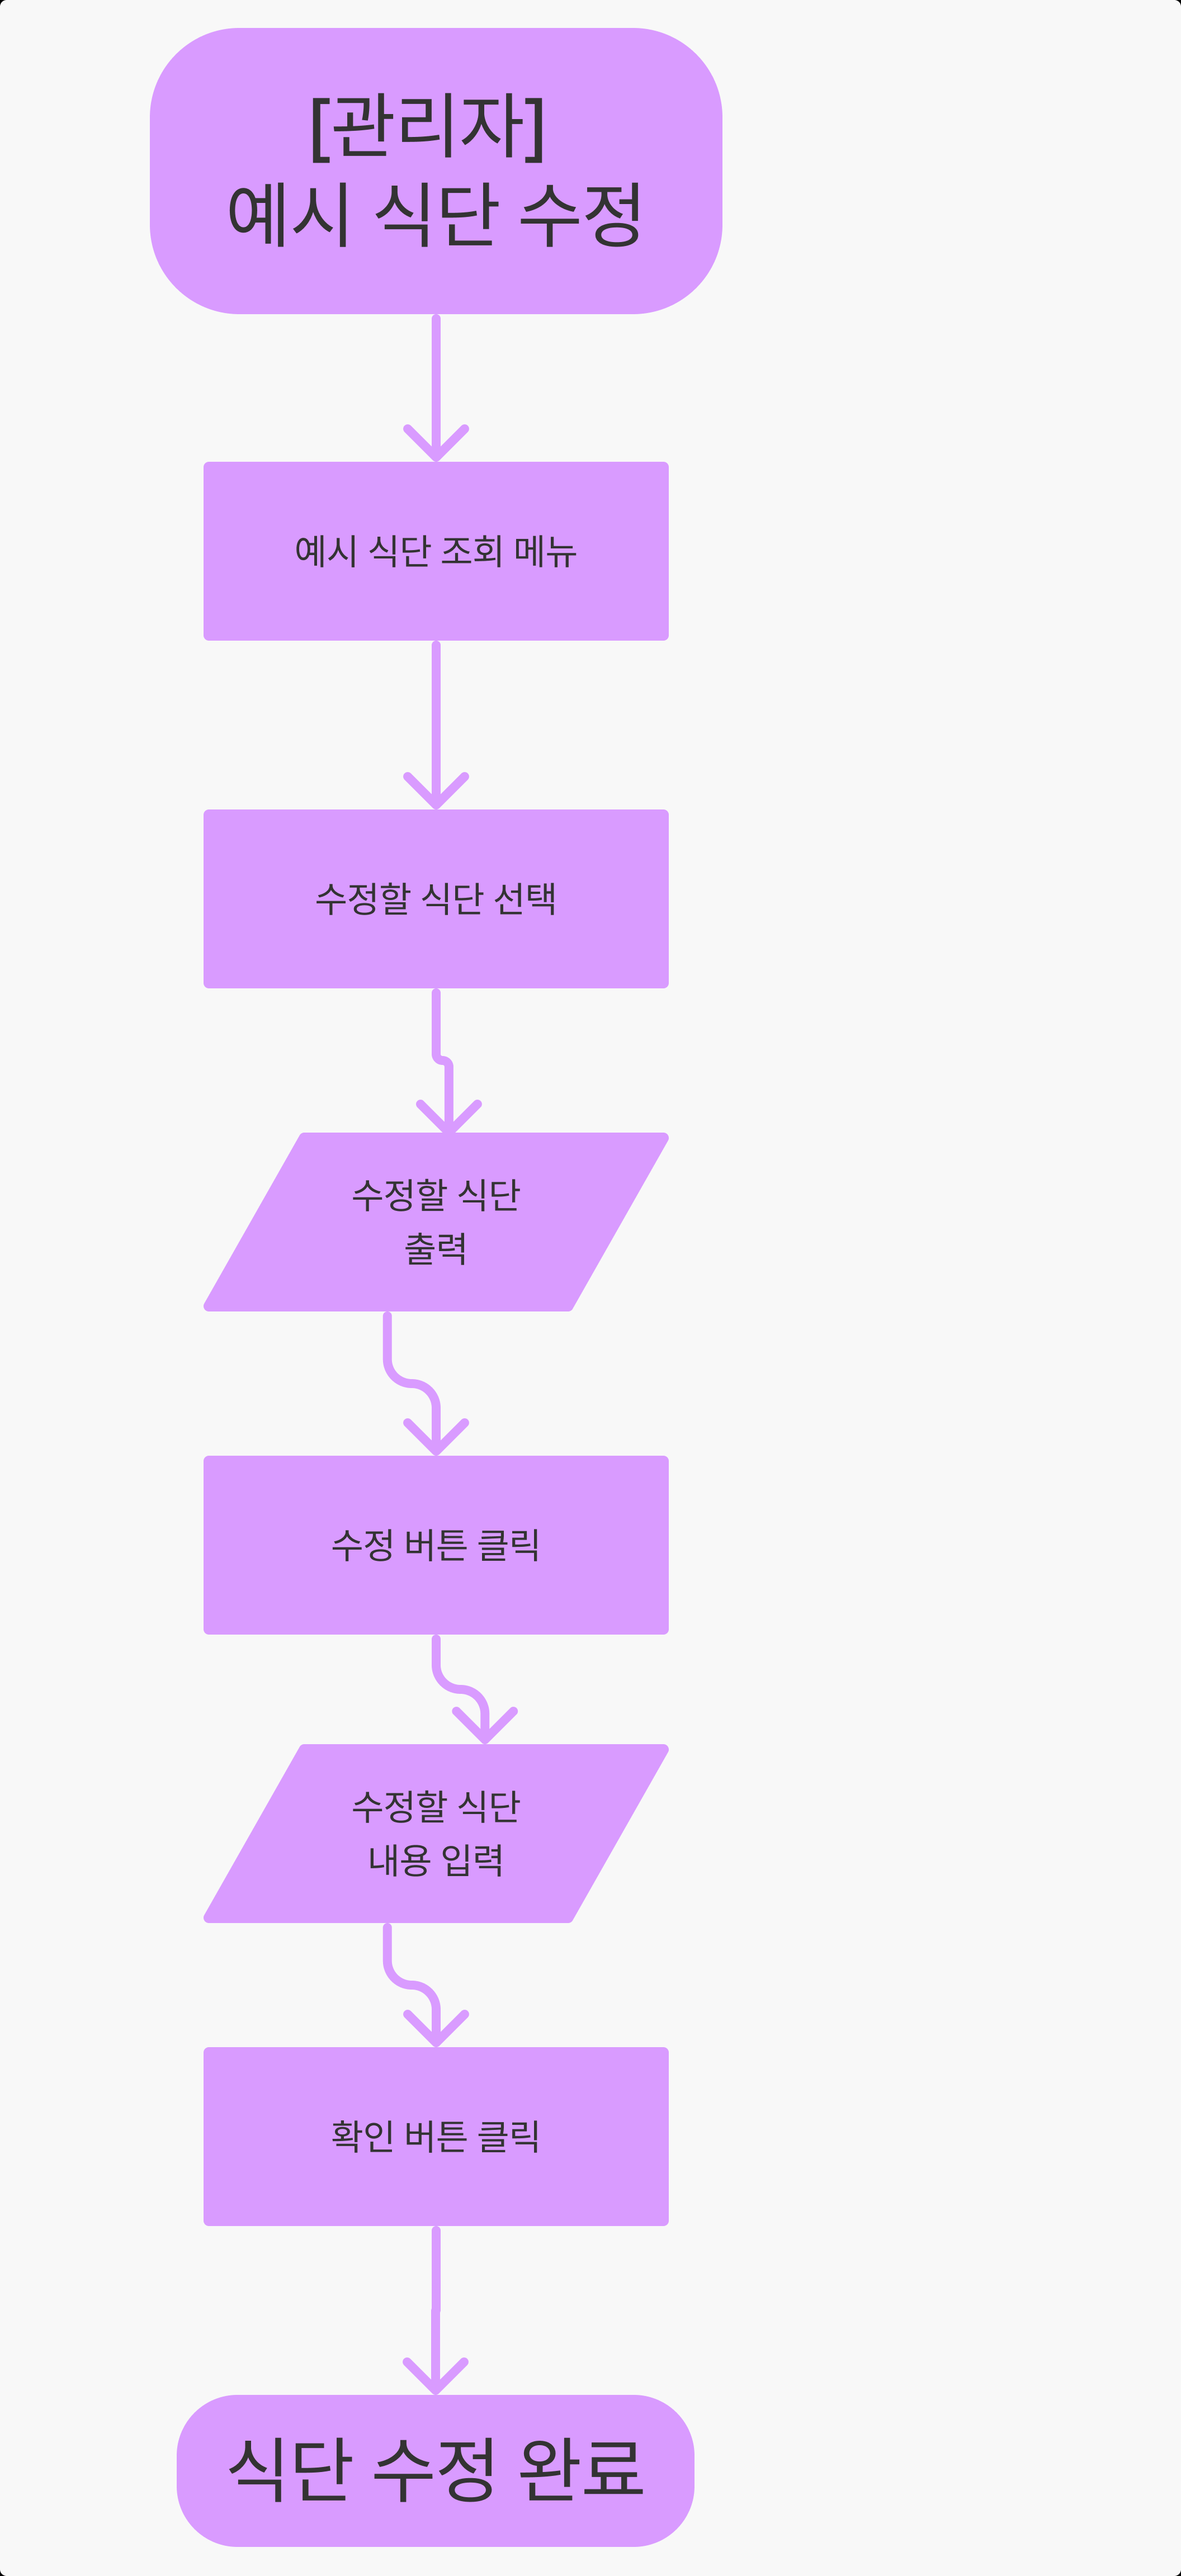 [관리자]
예시 식단 수정
예시 식단 조회 메뉴
수정할 식단 선택
수정할 식단
출력
수정 버튼 클릭
수정할 식단
내용 입력
확인 버튼 클릭
식단 수정 완료